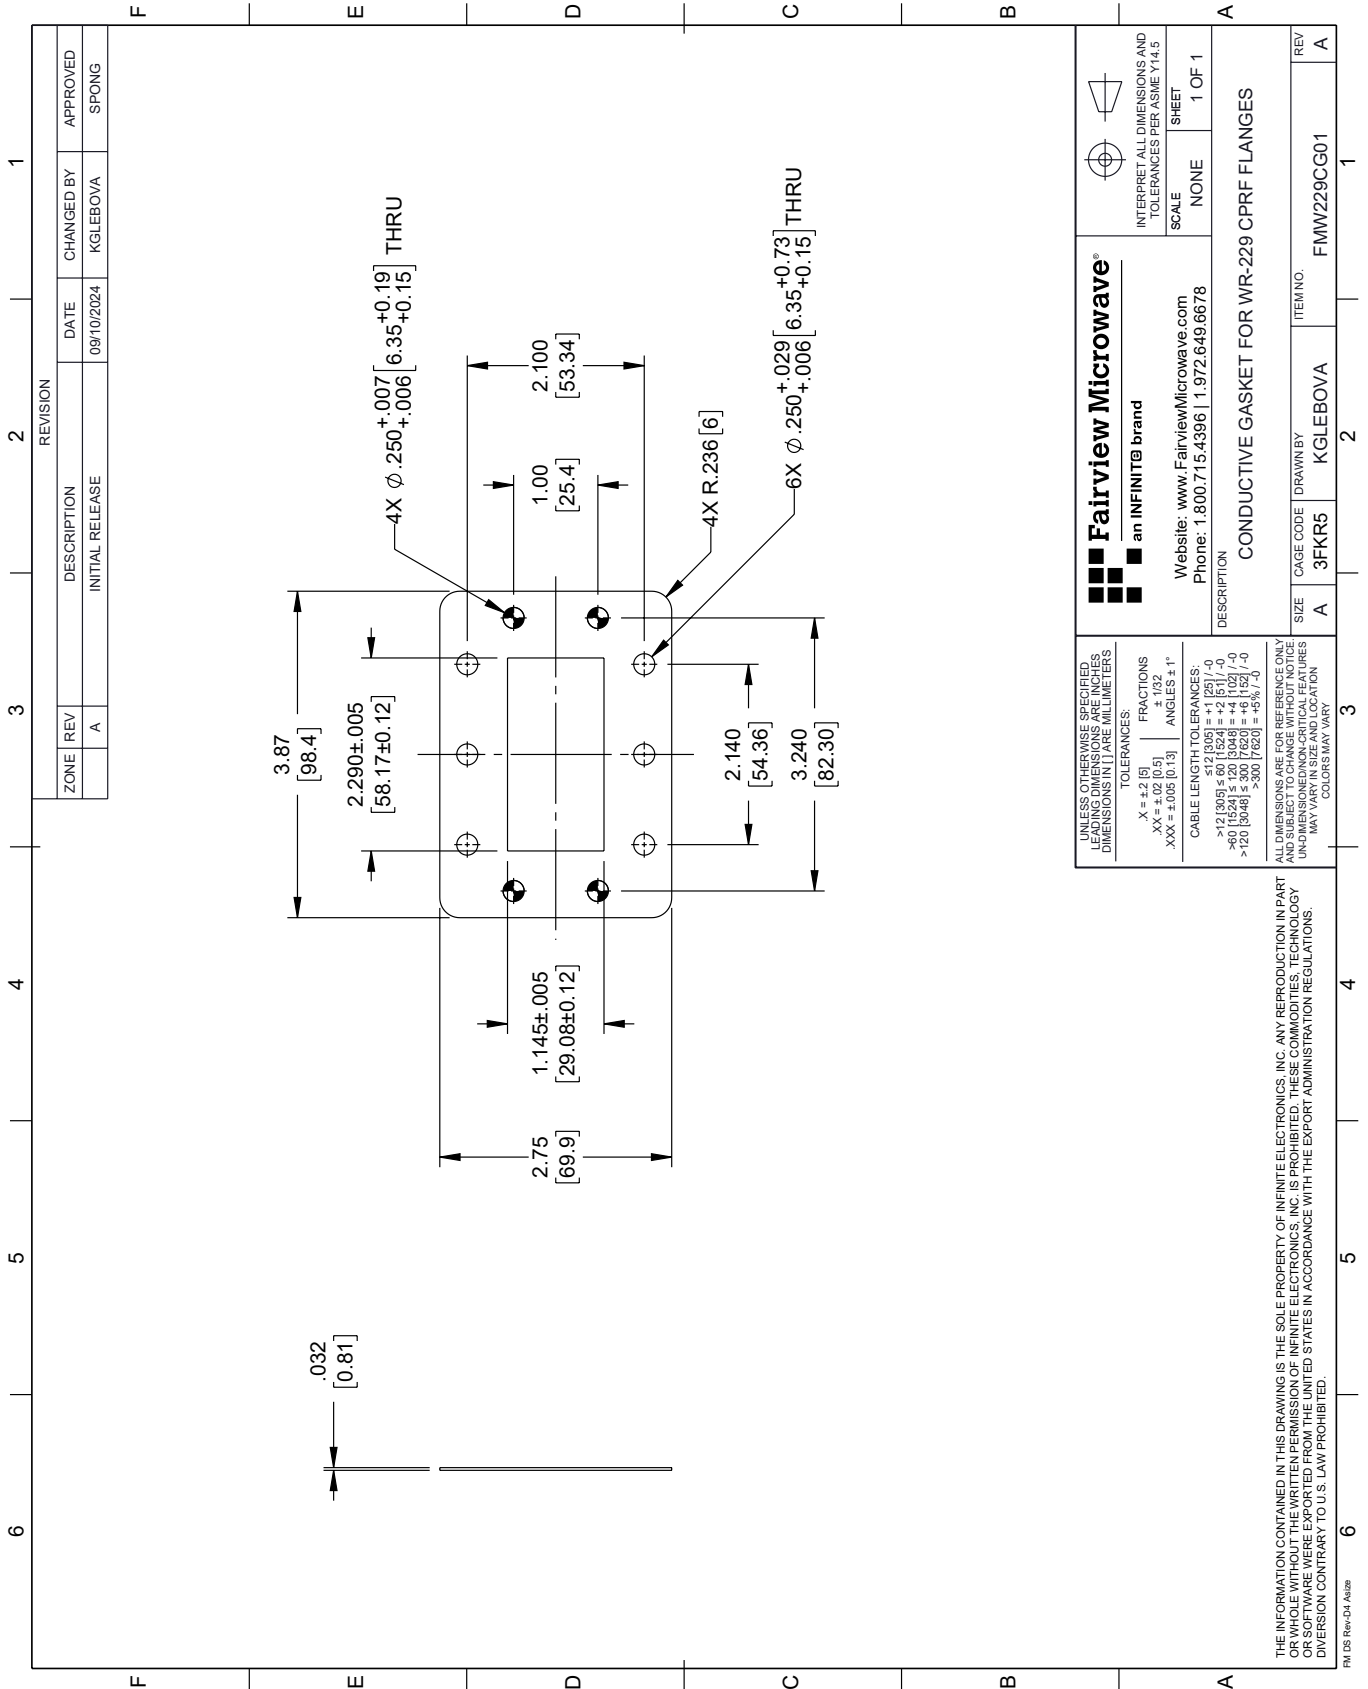 6
5
4
3
2
1
F
E
D
C
B
A
REVISION
ZONE REV DESCRIPTION DATE CHANGED BY APPROVED
A INITIAL RELEASE 09/10/2024 KGLEBOVA SPONG
.032
[0.81]
3.87
[98.4]
2.290±.005
[58.17±0.12]
4X Ø .250 +.007 +.006 [6.35 +0.19 +0.15] THRU
2.75
[69.9]
1.145±.005
[29.08±0.12]
1.00
[25.4]
2.100
[53.34]
4X R.236 [6]
2.140
[54.36]
3.240
[82.30]
6X Ø .250 +.029 +.006 [6.35 +0.73 +0.15] THRU
THE INFORMATION CONTAINED IN THIS DRAWING IS THE SOLE PROPERTY OF INFINITE ELECTRONICS, INC. ANY REPRODUCTION IN PART
OR WHOLE WITHOUT THE WRITTEN PERMISSION OF INFINITE ELECTRONICS, INC. IS PROHIBITED. THESE COMMODITIES, TECHNOLOGY
OR SOFTWARE WERE EXPORTED FROM THE UNITED STATES IN ACCORDANCE WITH THE EXPORT ADMINISTRATION REGULATIONS.
DIVERSION CONTRARY TO U.S. LAW PROHIBITED.
UNLESS OTHERWISE SPECIFIED
LEADING DIMENSIONS ARE INCHES
DIMENSIONS IN [ ] ARE MILLIMETERS
TOLERANCES:
.X = ±.2 [5] FRACTIONS
.XX = ±.02 [0.5] ± 1/32
.XXX = ±.005 [0.13] ANGLES ± 1°
CABLE LENGTH TOLERANCES:
≤12 [305] = +1 [25] / -0
>12 [305] ≤ 60 [1524] = +2 [51] / -0
>60 [1524] ≤ 120 [3048] = +4 [102] / -0
>120 [3048] ≤ 300 [7620] = +6 [152] / -0
>300 [7620] = +5% / -0
ALL DIMENSIONS ARE FOR REFERENCE ONLY
AND SUBJECT TO CHANGE WITHOUT NOTICE.
UN-DIMENSIONED/NON-CRITICAL FEATURES
MAY VARY IN SIZE AND LOCATION
COLORS MAY VARY
Fairview Microwave®
an INFINIT® brand
Website: www.FairviewMicrowave.com
Phone: 1.800.715.4396 | 1.972.649.6678
INTERPRET ALL DIMENSIONS AND
TOLERANCES PER ASME Y14.5
SCALE SHEET
NONE 1 OF 1
DESCRIPTION
CONDUCTIVE GASKET FOR WR-229 CPRF FLANGES
SIZE CAGE CODE DRAWN BY ITEM NO. REV
A 3FKR5 KGLEBOVA FMW229CG01 A
F
E
D
C
B
A
6
5
4
3
2
1
FM DS Rev-D4 Asize